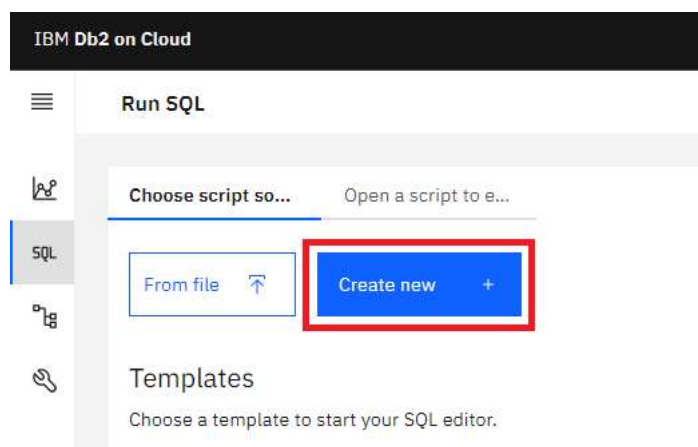 IBM Db2 on Cloud
Run SQL
Choose script so...
Open a script to e...
SQL
From file
Create new +
Templates
Choose a template to start your SQL editor.